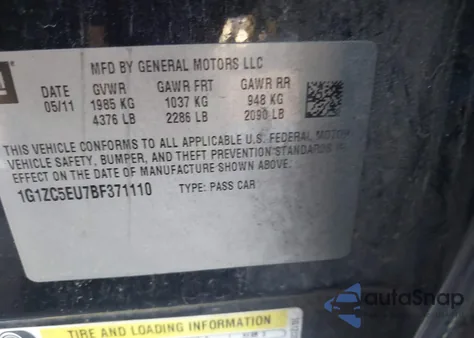 GM
MFD BY GENERAL MOTORS LLC
DATE GVWR GAWR FRT GAWR RR
05/11 1985 KG 1037 KG 948 KG
4376 LB 2286 LB 2090 LB
THIS VEHICLE CONFORMS TO ALL APPLICABLE U.S. FEDERAL MOTOR
VEHICLE SAFETY, BUMPER, AND THEFT PREVENTION STANDARDS IN
EFFECT ON THE DATE OF MANUFACTURE SHOWN ABOVE.
1G1ZC5EU7BF371110 TYPE: PASS CAR
autoSnap
TIRE AND LOADING INFORMATION